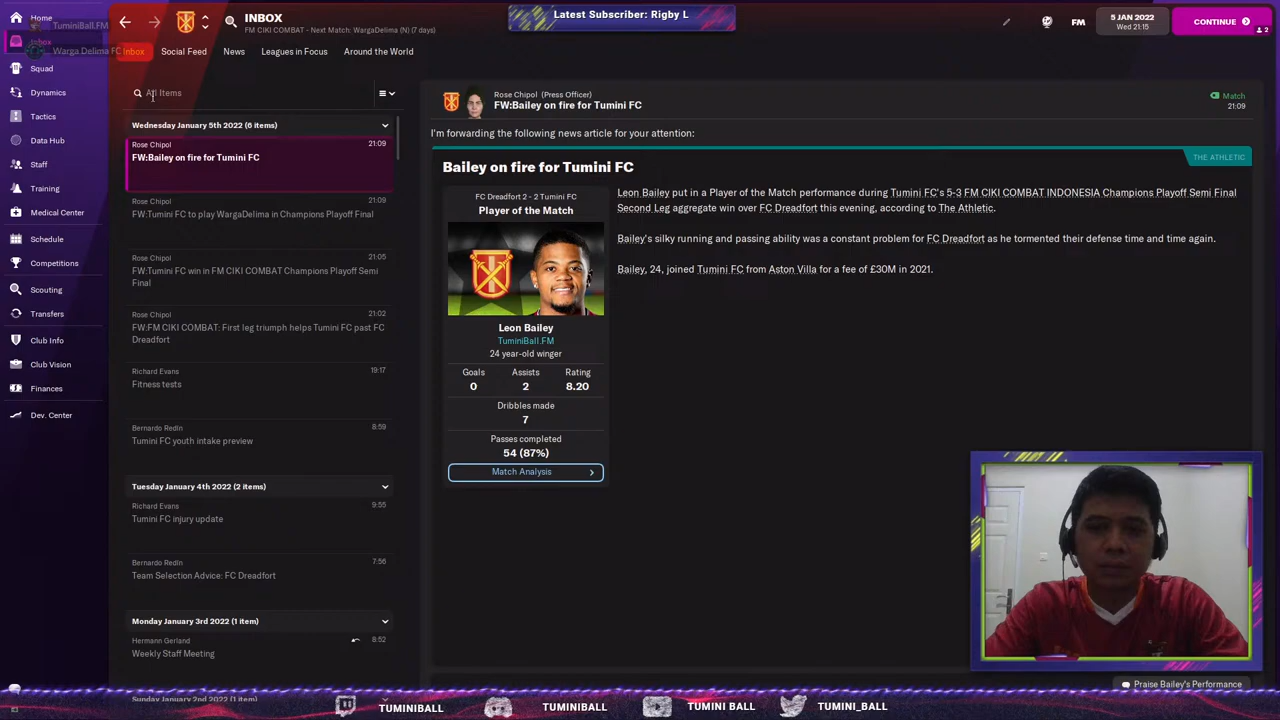 Home
TuminiBall.FM
Inbox
Warga Delima FC
Squad
Dynamics
Tactics
Data Hub
Staff
Training
Medical Center
Schedule
Competitions
Scouting
Transfers
Club Info
Club Vision
Finances
Dev. Center
INBOX
FM CIKI COMBAT - Next Match: WargaDelima (N) (7 days)
Latest Subscriber: Rigby L
FM
5 JAN 2022
Wed 21:15
CONTINUE
2
Inbox
Social Feed
News
Leagues in Focus
Around the World
All Items
Wednesday January 5th 2022 (6 items)
Rose Chipol 21:09
FW:Bailey on fire for Tumini FC
Rose Chipol 21:09
FW:Tumini FC to play WargaDelima in Champions Playoff Final
Rose Chipol 21:05
FW:Tumini FC win in FM CIKI COMBAT Champions Playoff Semi
Final
Rose Chipol 21:02
FW:FM CIKI COMBAT: First leg triumph helps Tumini FC past FC
Dreadfort
Richard Evans 19:17
Fitness tests
Bernardo Redín 8:59
Tumini FC youth intake preview
Tuesday January 4th 2022 (2 items)
Richard Evans 9:55
Tumini FC injury update
Bernardo Redín 7:56
Team Selection Advice: FC Dreadfort
Monday January 3rd 2022 (1 item)
Hermann Gerland 8:52
Weekly Staff Meeting
Sunday January 2nd 2022 (1 item)
Rose Chipol (Press Officer)
FW:Bailey on fire for Tumini FC
Match
21:09
I'm forwarding the following news article for your attention:
Bailey on fire for Tumini FC
THE ATHLETIC
FC Dreadfort 2 - 2 Tumini FC
Player of the Match
Leon Bailey
TuminiBall.FM
24 year-old winger
Goals Assists Rating
0 2 8.20
Dribbles made
7
Passes completed
54 (87%)
Match Analysis
Leon Bailey put in a Player of the Match performance during Tumini FC's 5-3 FM CIKI COMBAT INDONESIA Champions Playoff Semi Final
Second Leg aggregate win over FC Dreadfort this evening, according to The Athletic.
Bailey's silky running and passing ability was a constant problem for FC Dreadfort as he tormented their defense time and time again.
Bailey, 24, joined Tumini FC from Aston Villa for a fee of £30M in 2021.
Praise Bailey's Performance
TUMINIBALL
TUMINIBALL
TUMINI BALL
TUMINI_BALL